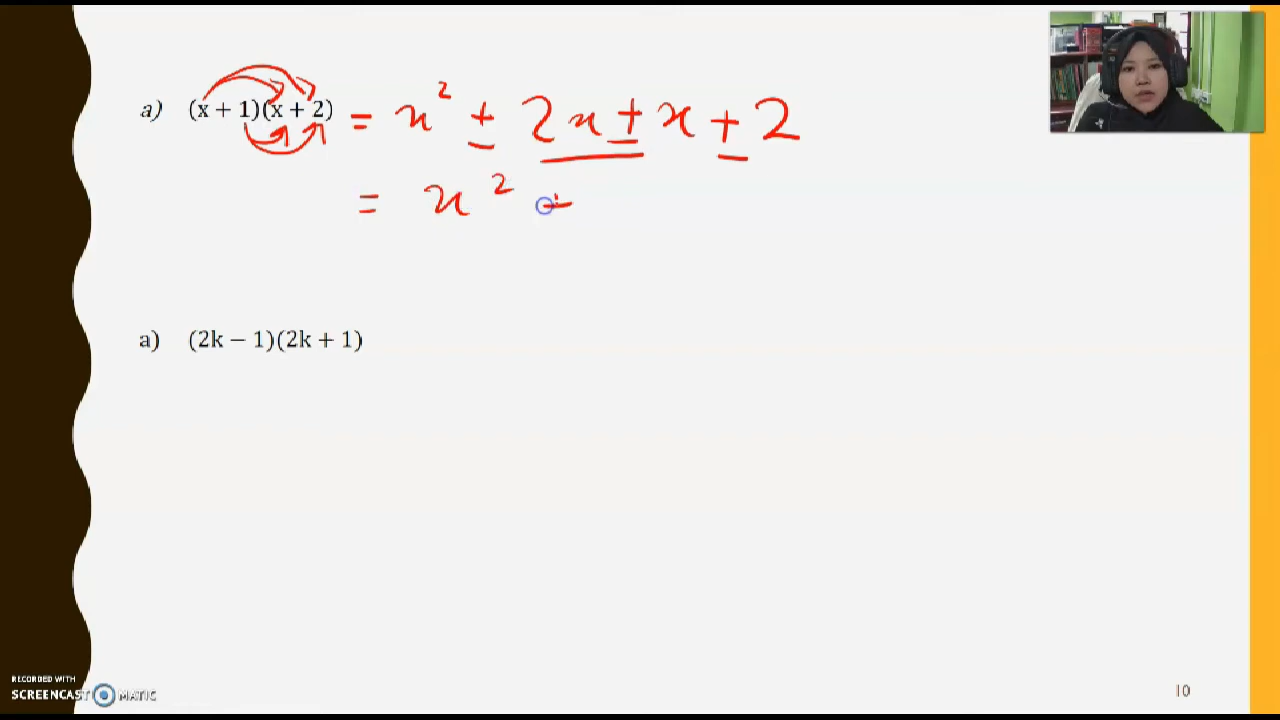 a) (x + 1)(x + 2) = x² + 2x + x + 2
= x² +
a) (2k − 1)(2k + 1)
RECORDED WITH
SCREENCAST MATIC
10